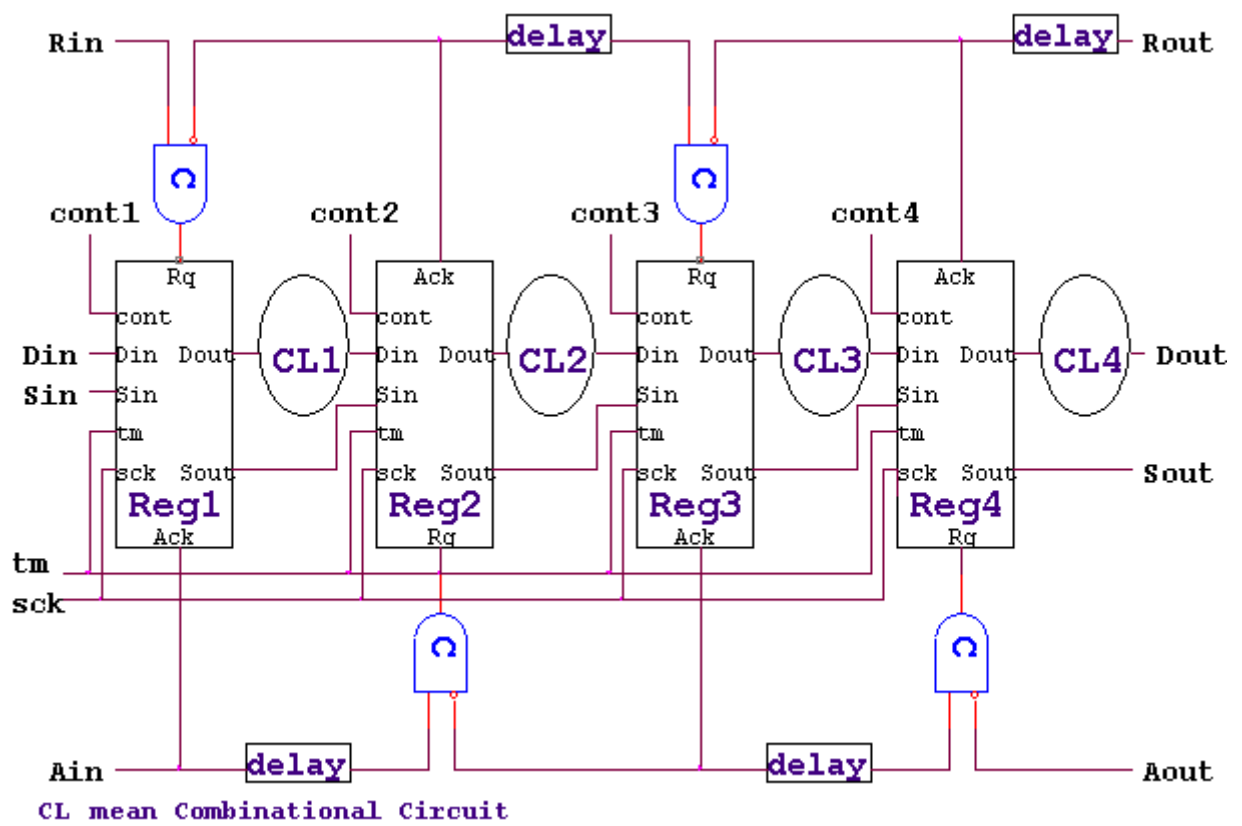 Rin delay delay Rout
C C
cont1 cont2 cont3 cont4
Rq Ack Rq Ack
cont cont cont cont
Din Din Dout CL1 Din Dout CL2 Din Dout CL3 Din Dout CL4 Dout
Sin Sin Sin Sin Sin
tm tm tm tm
sck Sout sck Sout sck Sout sck Sout Sout
Reg1 Reg2 Reg3 Reg4
Ack Rq Ack Rq
tm
sck
C C
Ain delay delay Aout
CL mean Combinational Circuit